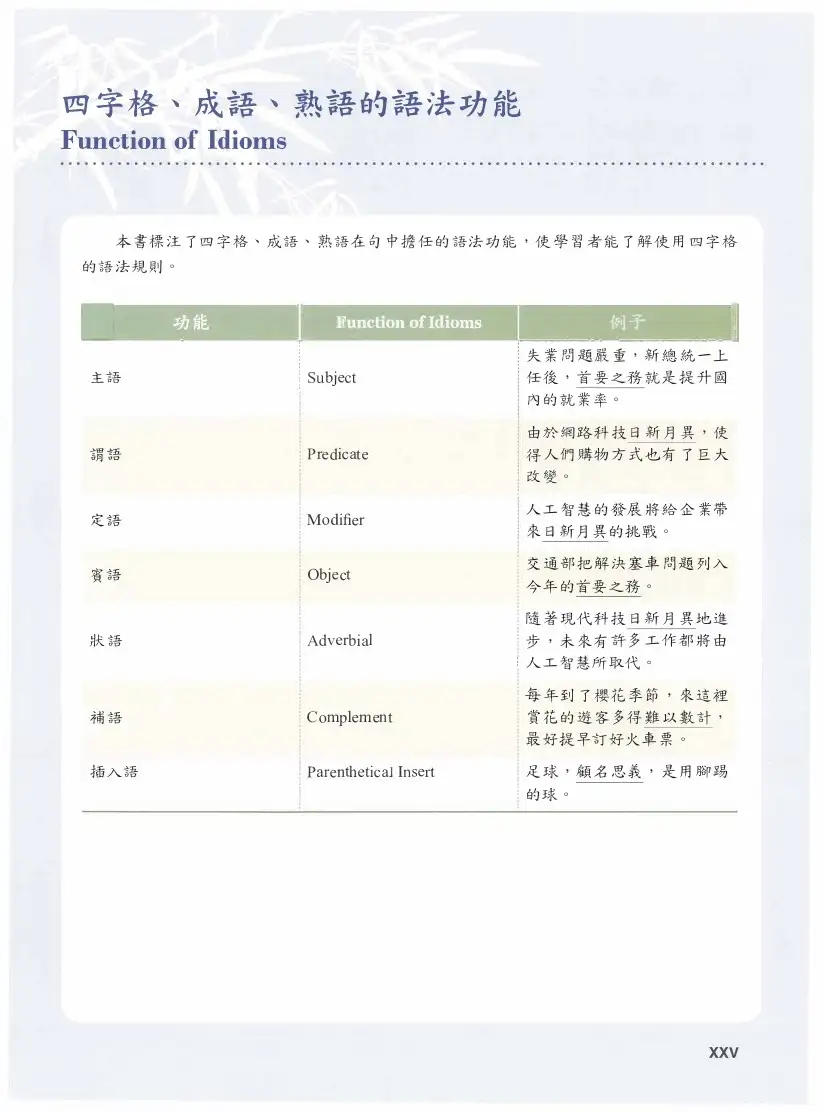 四字格、成語、熟語的語法功能
Function of Idioms
本書標注了四字格、成語、熟語在句中擔任的語法功能，使學習者能了解使用四字格
的語法規則。
功能 Function of Idioms 例子
主語 Subject 失業問題嚴重，新總統一上
任後，首要之務就是提升國
內的就業率。
謂語 Predicate 由於網路科技日新月異，使
得人們購物方式也有了巨大
改變。
定語 Modifier 人工智慧的發展將給企業帶
來日新月異的挑戰。
賓語 Object 交通部把解決塞車問題列入
今年的首要之務。
狀語 Adverbial 隨著現代科技日新月異地進
步，未來有許多工作都將由
人工智慧所取代。
補語 Complement 每年到了櫻花季節，來這裡
賞花的遊客多得難以數計，
最好提早訂好火車票。
插入語 Parenthetical Insert 足球，顧名思義，是用腳踢
的球。
XXV